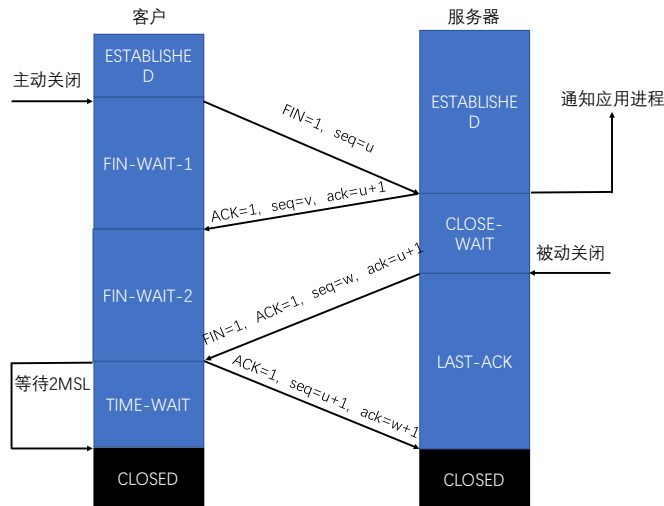 客户
服务器
ESTABLISHE
D
主动关闭
ESTABLISHE
D
通知应用进程
FIN=1, seq=u
FIN-WAIT-1
ACK=1, seq=v, ack=u+1
CLOSE-
WAIT
被动关闭
FIN-WAIT-2
FIN=1, ACK=1, seq=w, ack=u+1
LAST-ACK
等待2MSL
ACK=1, seq=u+1, ack=w+1
TIME-WAIT
CLOSED
CLOSED